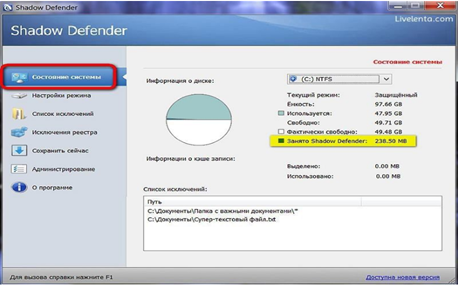 Shadow Defender
Livelenta.com
Shadow Defender
Состояние системы
Состояние системы
Настройки режима
Список исключений
Исключения реестра
Сохранить сейчас
Администрирование
О программе
Информация о диске:
(C:) NTFS
Текущий режим: Защищённый
Ёмкость: 97.66 GB
Используется: 47.95 GB
Свободно: 49.71 GB
Фактически свободно: 49.48 GB
Занято Shadow Defender: 238.50 MB
Информация о кэше записи:
Выделено: 0.00 MB
Использовано: 0.00 MB
Список исключений:
Путь
C:\Документы\Папка с важными документами\*
C:\Документы\Супер-текстовый файл.txt
Для вызова справки нажмите F1
Доступна новая версия